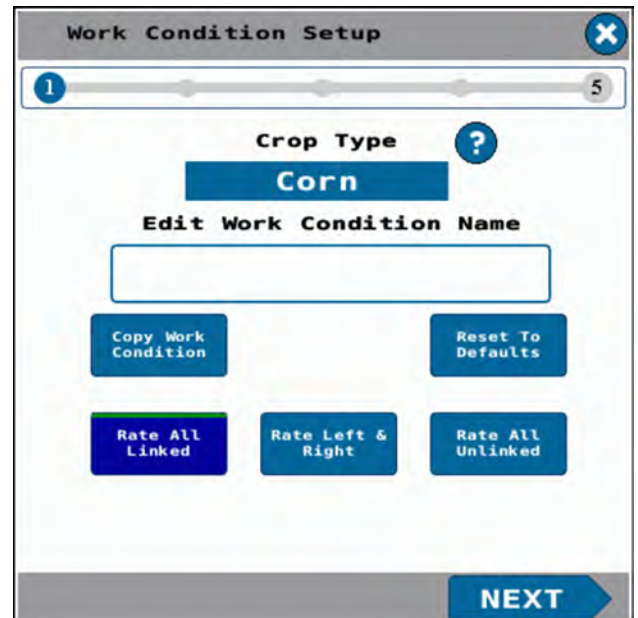 Work Condition Setup
1
5
Crop Type
?
Corn
Edit Work Condition Name
Copy Work
Condition
Reset To
Defaults
Rate All
Linked
Rate Left &
Right
Rate All
Unlinked
NEXT